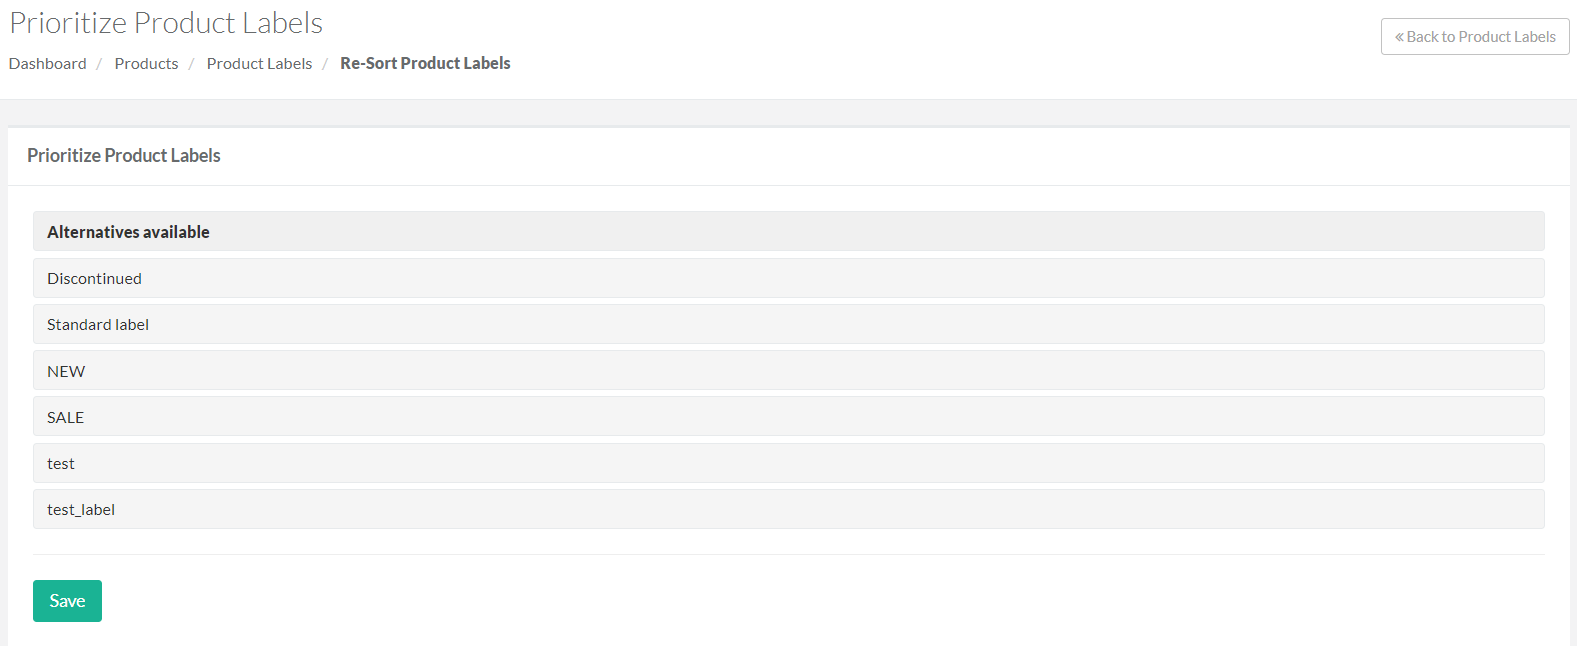 Prioritize Product Labels
« Back to Product Labels
Dashboard / Products / Product Labels / Re-Sort Product Labels
Prioritize Product Labels
Alternatives available
Discontinued
Standard label
NEW
SALE
test
test_label
Save